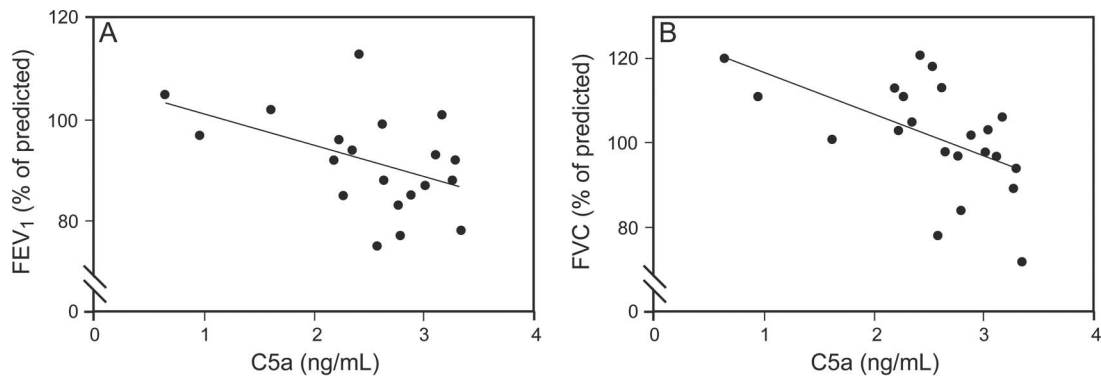 A
FEV₁ (% of predicted)
120
100
80
0
0 1 2 3 4
C5a (ng/mL)
B
FVC (% of predicted)
120
100
80
0
0 1 2 3 4
C5a (ng/mL)